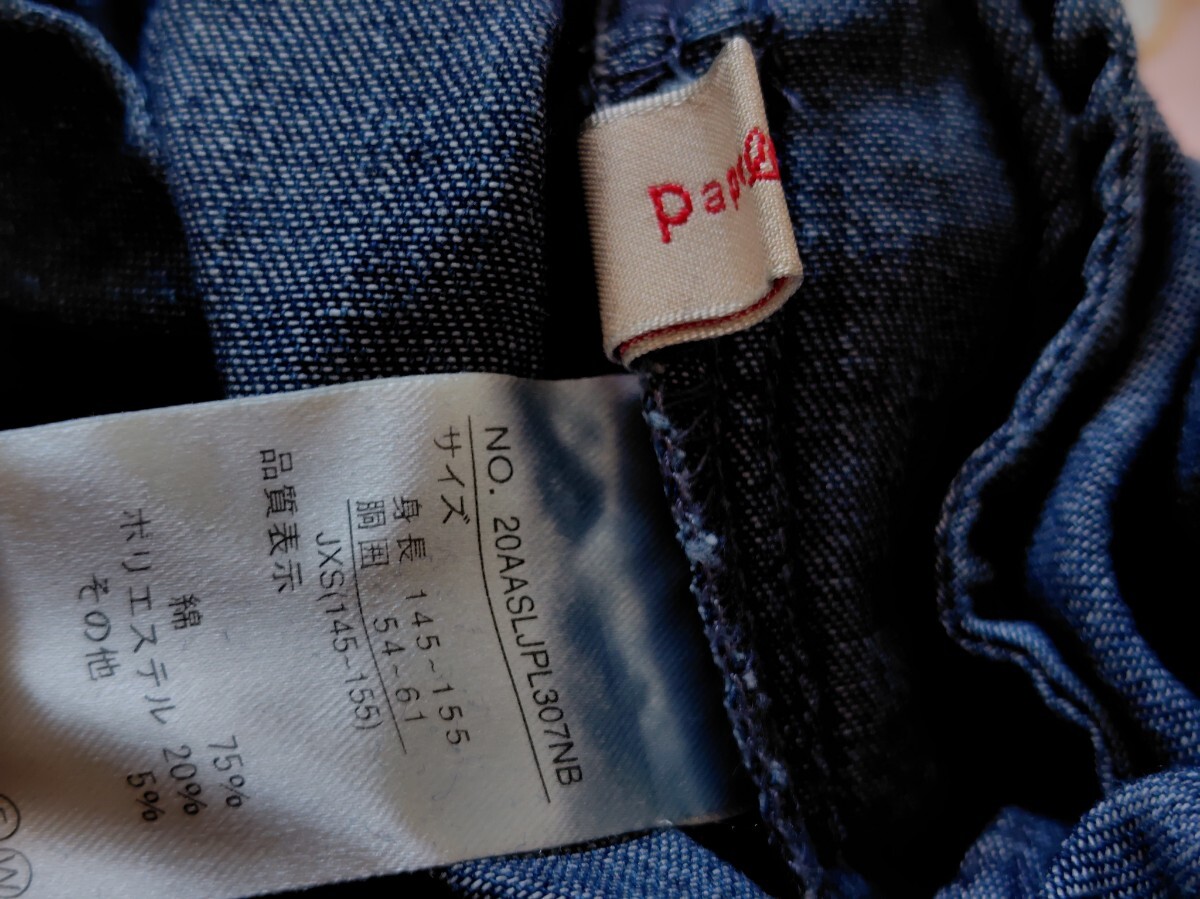 Pap
NO. 20AASLJPL307NB
サイズ
身長 145~155
胴囲 54~61
JXS(145~155)
品質表示
綿 75%
ポリエステル 20%
その他 5%
F
W